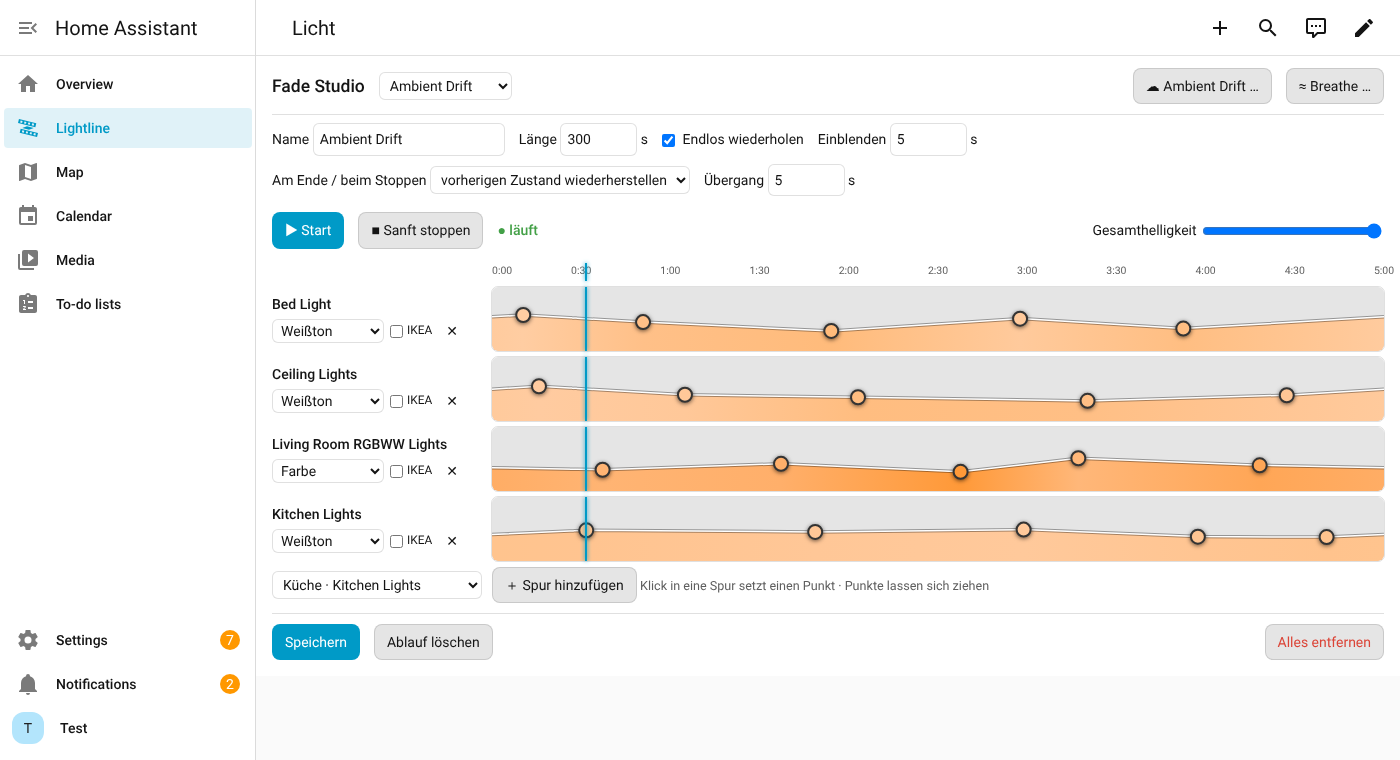 Home Assistant
Licht
Overview
Lightline
Map
Calendar
Media
To-do lists
Settings 7
Notifications 2
T Test
Fade Studio Ambient Drift ☁ Ambient Drift ... ≈ Breathe ...
Name Ambient Drift Länge 300 s Endlos wiederholen Einblenden 5 s
Am Ende / beim Stoppen vorherigen Zustand wiederherstellen Übergang 5 s
▶ Start ■ Sanft stoppen ● läuft Gesamthelligkeit
0:00 0:30 1:00 1:30 2:00 2:30 3:00 3:30 4:00 4:30 5:00
Bed Light
Weißton IKEA ✕
Ceiling Lights
Weißton IKEA ✕
Living Room RGBWW Lights
Farbe IKEA ✕
Kitchen Lights
Weißton IKEA ✕
Küche · Kitchen Lights + Spur hinzufügen Klick in eine Spur setzt einen Punkt · Punkte lassen sich ziehen
Speichern Ablauf löschen Alles entfernen